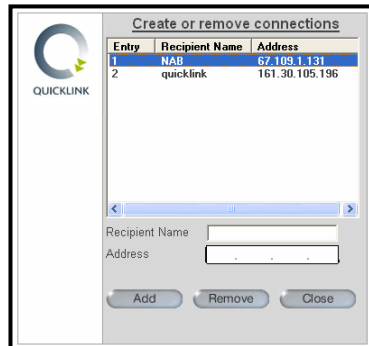 Create or remove connections
Entry Recipient Name Address
1 NAB 67.109.1.131
2 quicklink 161.30.105.196
QUICKLINK
Recipient Name
Address . . .
Add Remove Close